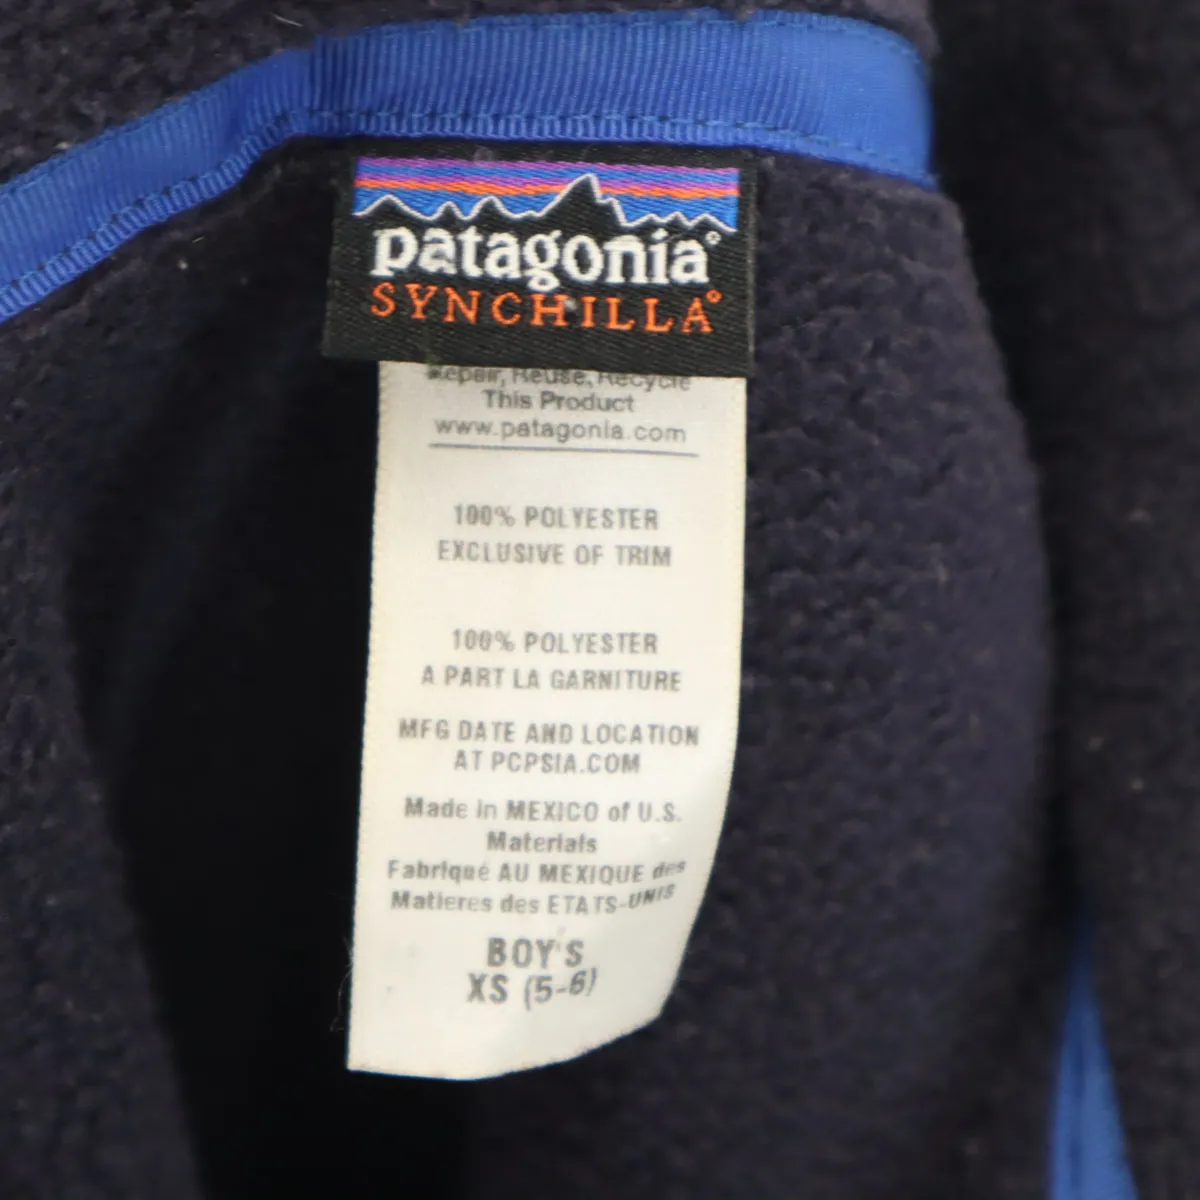 patagonia®
SYNCHILLA®
Repair, Reuse, Recycle
This Product
www.patagonia.com
100% POLYESTER
EXCLUSIVE OF TRIM
100% POLYESTER
A PART LA GARNITURE
MFG DATE AND LOCATION
AT PCPSIA.COM
Made in MEXICO of U.S.
Materials
Fabriqué AU MEXIQUE des
Matieres des ETATS-UNIS
BOY'S
XS (5-6)